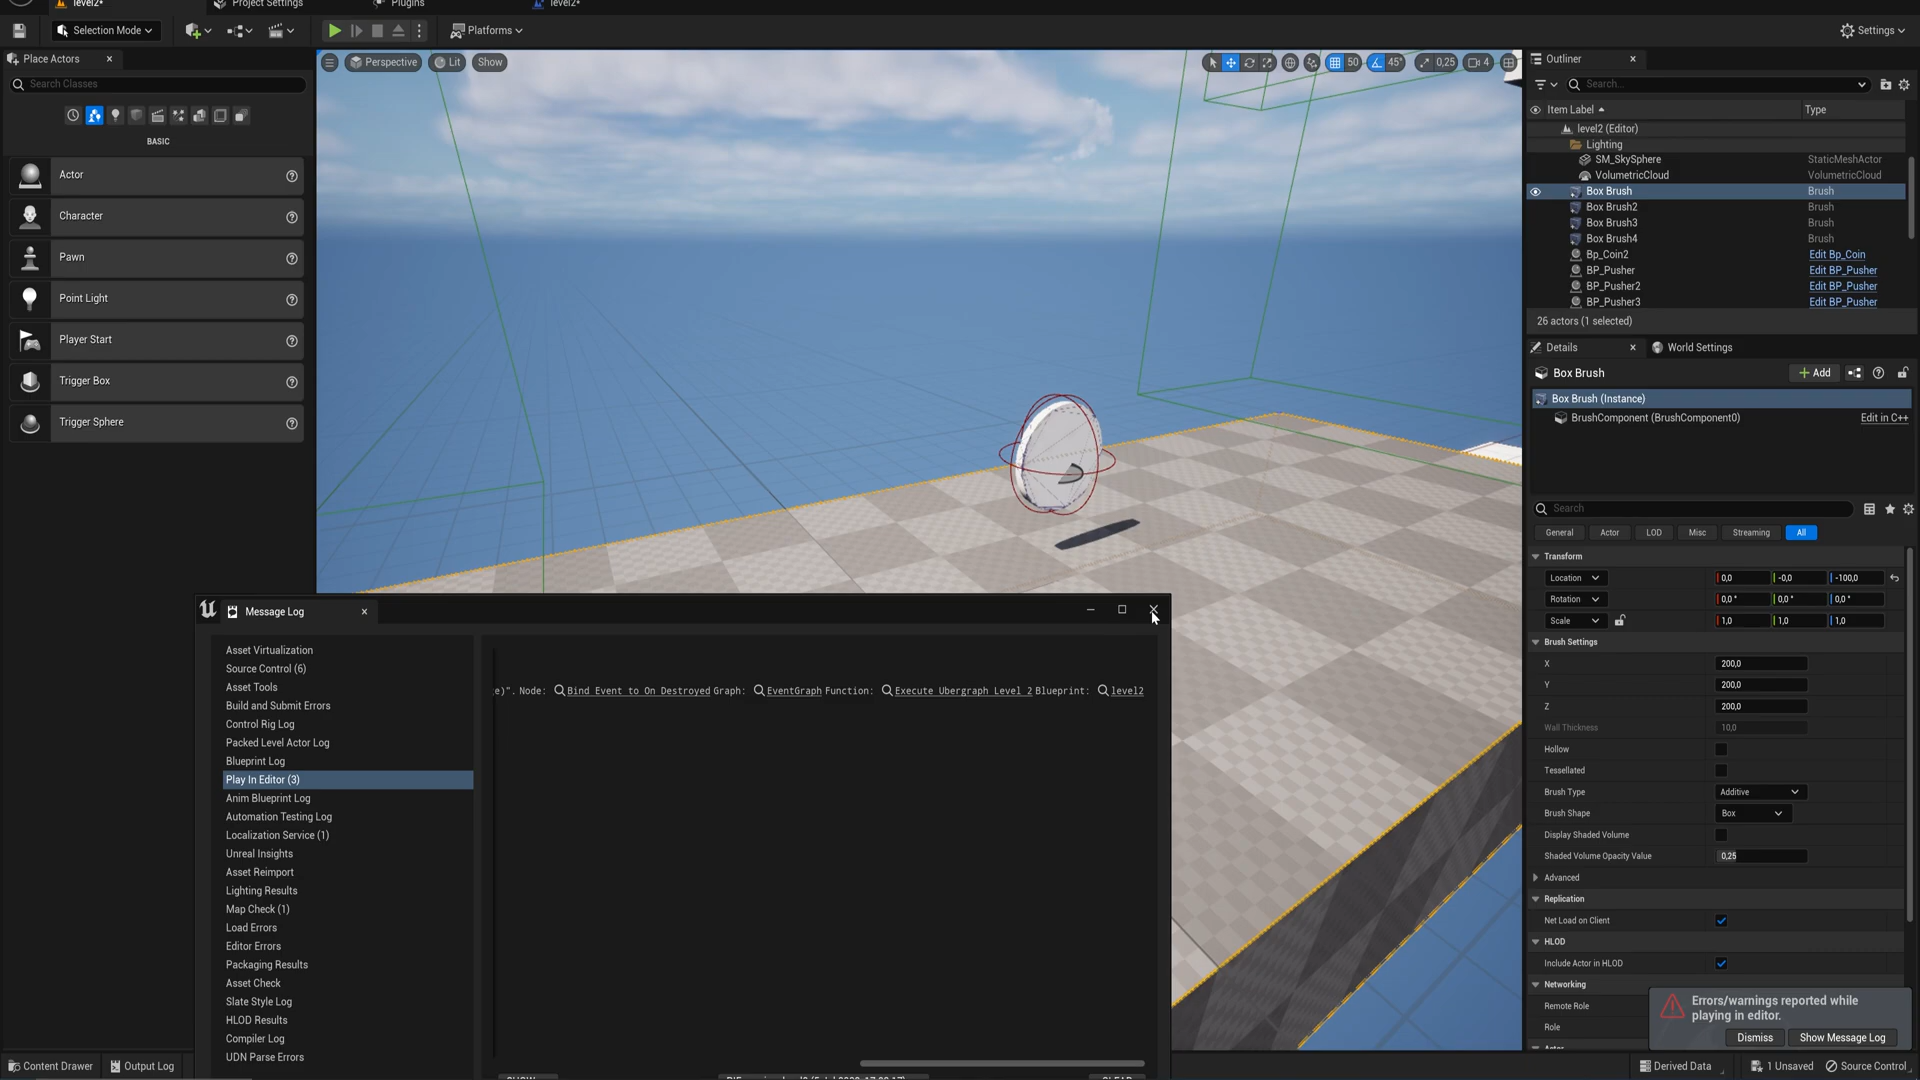 level2*
Project Settings
Plugins
level2*
Selection Mode
Platforms
Settings
Place Actors
Search Classes
BASIC
Actor
Character
Pawn
Point Light
Player Start
Trigger Box
Trigger Sphere
Perspective
Lit
Show
50
45°
0,25
4
Outliner
Search...
Item Label
Type
level2 (Editor)
Lighting
SM_SkySphere StaticMeshActor
VolumetricCloud VolumetricCloud
Box Brush Brush
Box Brush2 Brush
Box Brush3 Brush
Box Brush4 Brush
Bp_Coin2 Edit Bp_Coin
BP_Pusher Edit BP_Pusher
BP_Pusher2 Edit BP_Pusher
BP_Pusher3 Edit BP_Pusher
26 actors (1 selected)
Details
World Settings
Box Brush
Add
Box Brush (Instance)
BrushComponent (BrushComponent0) Edit in C++
Search
General Actor LOD Misc Streaming All
Transform
Location 0,0 -0,0 -100,0
Rotation 0,0 ° 0,0 ° 0,0 °
Scale 1,0 1,0 1,0
Brush Settings
X 200,0
Y 200,0
Z 200,0
Wall Thickness 10,0
Hollow
Tessellated
Brush Type Additive
Brush Shape Box
Display Shaded Volume
Shaded Volume Opacity Value 0,25
Advanced
Replication
Net Load on Client
HLOD
Include Actor in HLOD
Networking
Remote Role
Role
Errors/warnings reported while
playing in editor.
Dismiss
Show Message Log
Message Log
Asset Virtualization
Source Control (6)
Asset Tools
Build and Submit Errors
Control Rig Log
Packed Level Actor Log
Blueprint Log
Play In Editor (3)
Anim Blueprint Log
Automation Testing Log
Localization Service (1)
Unreal Insights
Asset Reimport
Lighting Results
Map Check (1)
Load Errors
Editor Errors
Packaging Results
Asset Check
Slate Style Log
HLOD Results
Compiler Log
UDN Parse Errors
e)". Node: Bind Event to On Destroyed Graph: EventGraph Function: Execute Ubergraph Level 2 Blueprint: level2
Content Drawer
Output Log
Derived Data
1 Unsaved
Source Control